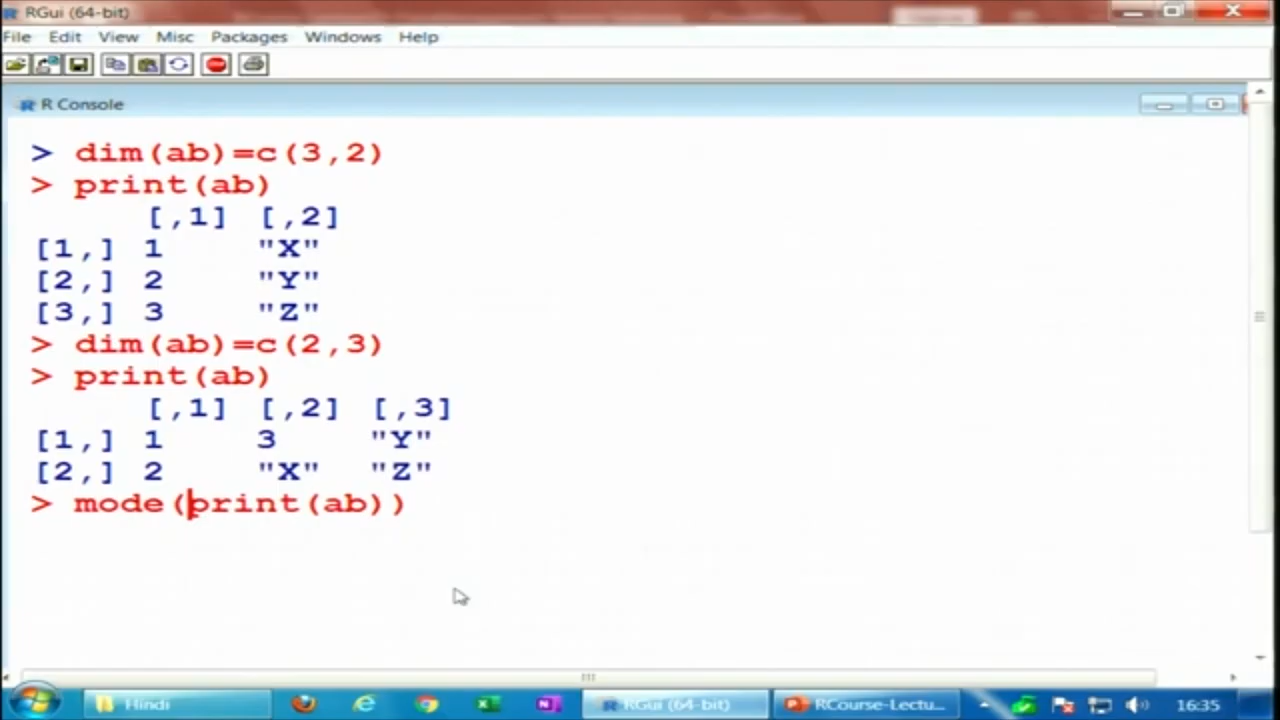 RGui (64-bit)
File Edit View Misc Packages Windows Help
R Console
> dim(ab)=c(3,2)
> print(ab)
[,1] [,2]
[1,] 1 "X"
[2,] 2 "Y"
[3,] 3 "Z"
> dim(ab)=c(2,3)
> print(ab)
[,1] [,2] [,3]
[1,] 1 3 "Y"
[2,] 2 "X" "Z"
> mode(print(ab))
Hindi RGui (64-bit) RCourse-Lectu... 16:35